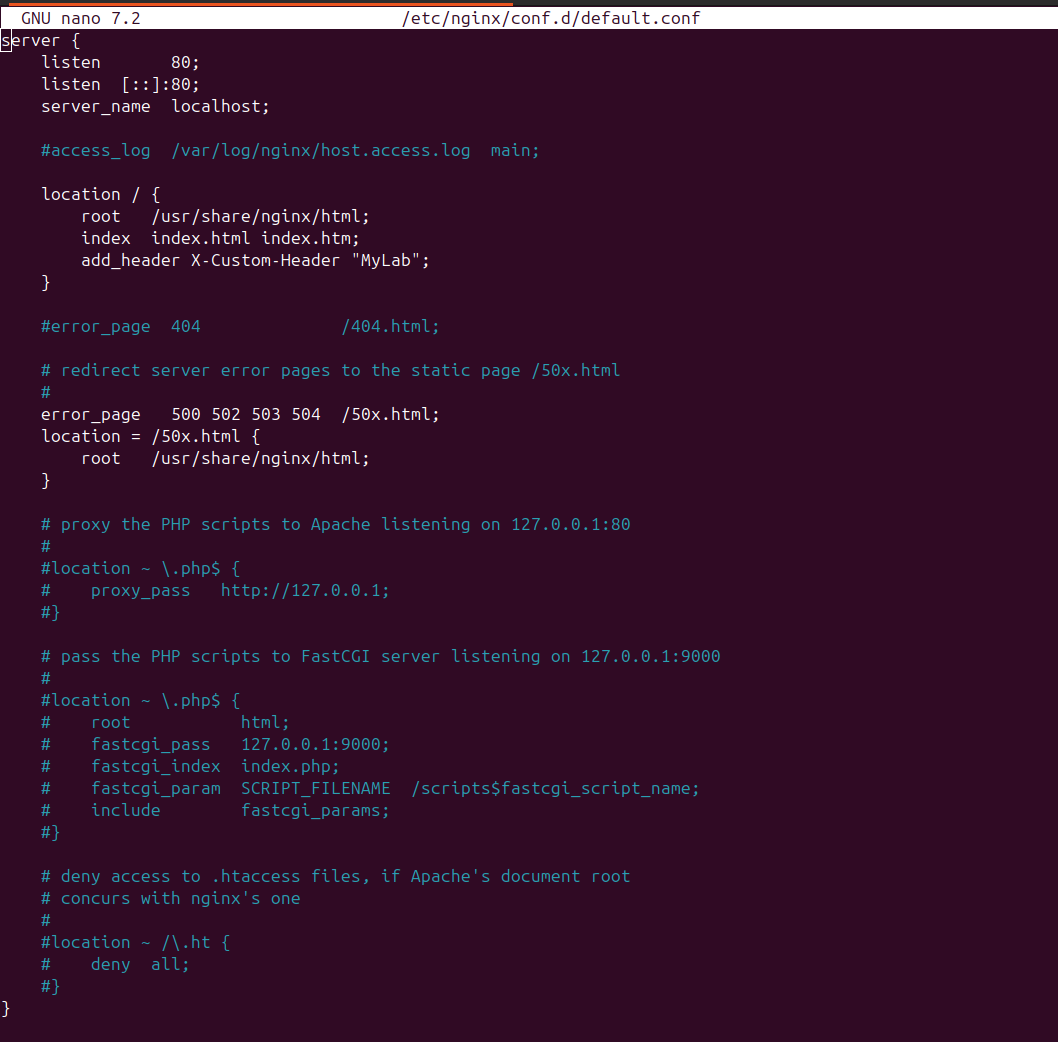 GNU nano 7.2 /etc/nginx/conf.d/default.conf
server {
    listen       80;
    listen  [::]:80;
    server_name  localhost;

    #access_log  /var/log/nginx/host.access.log  main;

    location / {
        root   /usr/share/nginx/html;
        index  index.html index.htm;
        add_header X-Custom-Header "MyLab";
    }

    #error_page  404              /404.html;

    # redirect server error pages to the static page /50x.html
    #
    error_page   500 502 503 504  /50x.html;
    location = /50x.html {
        root   /usr/share/nginx/html;
    }

    # proxy the PHP scripts to Apache listening on 127.0.0.1:80
    #
    #location ~ \.php$ {
    #    proxy_pass   http://127.0.0.1;
    #}

    # pass the PHP scripts to FastCGI server listening on 127.0.0.1:9000
    #
    #location ~ \.php$ {
    #    root           html;
    #    fastcgi_pass   127.0.0.1:9000;
    #    fastcgi_index  index.php;
    #    fastcgi_param  SCRIPT_FILENAME  /scripts$fastcgi_script_name;
    #    include        fastcgi_params;
    #}

    # deny access to .htaccess files, if Apache's document root
    # concurs with nginx's one
    #
    #location ~ /\.ht {
    #    deny  all;
    #}
}